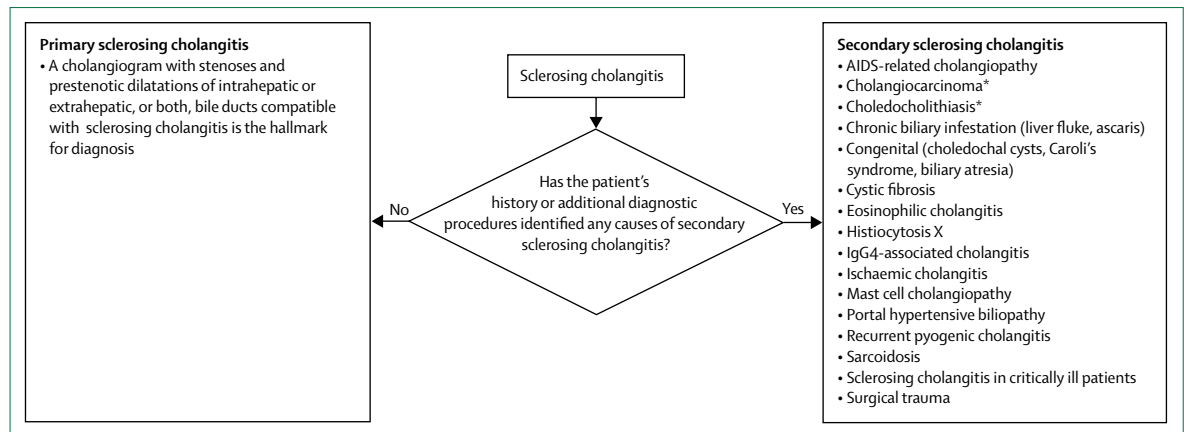 Primary sclerosing cholangitis
• A cholangiogram with stenoses and
prestenotic dilatations of intrahepatic or
extrahepatic, or both, bile ducts compatible
with sclerosing cholangitis is the hallmark
for diagnosis
Sclerosing cholangitis
Has the patient's
history or additional diagnostic
procedures identified any causes of secondary
sclerosing cholangitis?
No
Yes
Secondary sclerosing cholangitis
• AIDS-related cholangiopathy
• Cholangiocarcinoma*
• Choledocholithiasis*
• Chronic biliary infestation (liver fluke, ascaris)
• Congenital (choledochal cysts, Caroli's
syndrome, biliary atresia)
• Cystic fibrosis
• Eosinophilic cholangitis
• Histiocytosis X
• IgG4-associated cholangitis
• Ischaemic cholangitis
• Mast cell cholangiopathy
• Portal hypertensive biliopathy
• Recurrent pyogenic cholangitis
• Sarcoidosis
• Sclerosing cholangitis in critically ill patients
• Surgical trauma